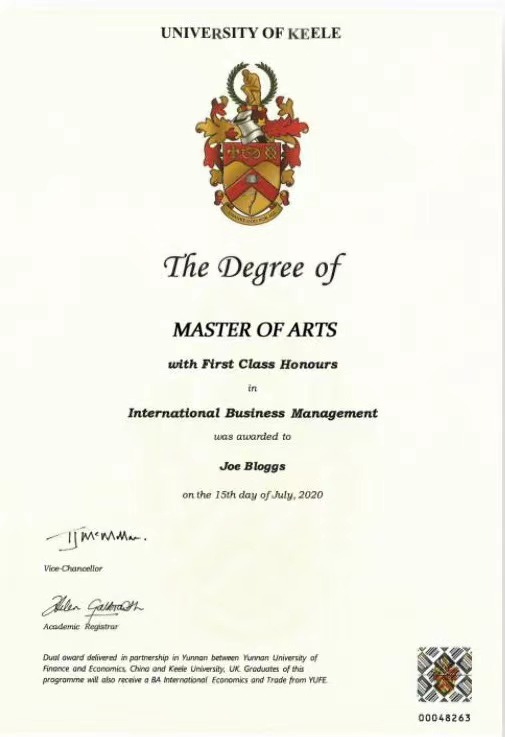 UNIVERSITY OF KEELE
The Degree of
MASTER OF ARTS
with First Class Honours
in
International Business Management
was awarded to
Joe Bloggs
on the 15th day of July, 2020
Vice-Chancellor
Helen Galbraith
Academic Registrar
Dual award delivered in partnership in Yunnan between Yunnan University of
Finance and Economics, China and Keele University, UK. Graduates of this
programme will also receive a BA International Economics and Trade from YUFE.
00048263